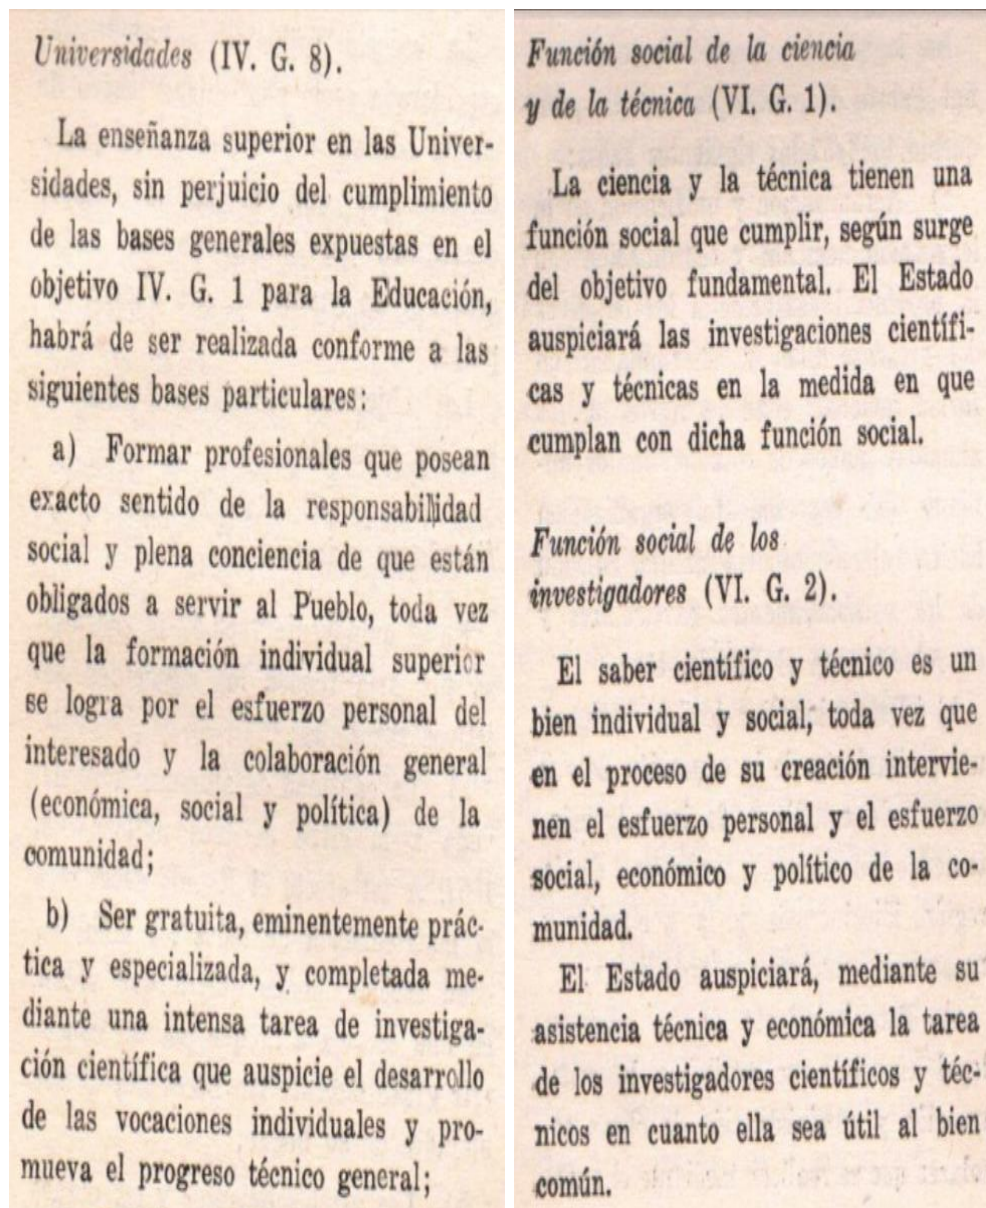 Universidades (IV. G. 8).
La enseñanza superior en las Univer-
sidades, sin perjuicio del cumplimiento
de las bases generales expuestas en el
objetivo IV. G. 1 para la Educación,
habrá de ser realizada conforme a las
siguientes bases particulares:
a) Formar profesionales que posean
exacto sentido de la responsabilidad
social y plena conciencia de que están
obligados a servir al Pueblo, toda vez
que la formación individual superior
se logra por el esfuerzo personal del
interesado y la colaboración general
(económica, social y política) de la
comunidad;
b) Ser gratuita, eminentemente prác-
tica y especializada, y completada me-
diante una intensa tarea de investiga-
ción científica que auspicie el desarrollo
de las vocaciones individuales y pro-
mueva el progreso técnico general;
Función social de la ciencia
y de la técnica (VI. G. 1).
La ciencia y la técnica tienen una
función social que cumplir, según surge
del objetivo fundamental. El Estado
auspiciará las investigaciones científi-
cas y técnicas en la medida en que
cumplan con dicha función social.
Función social de los
investigadores (VI. G. 2).
El saber científico y técnico es un
bien individual y social, toda vez que
en el proceso de su creación intervie-
nen el esfuerzo personal y el esfuerzo
social, económico y político de la co-
munidad.
El Estado auspiciará, mediante su
asistencia técnica y económica la tarea
de los investigadores científicos y téc-
nicos en cuanto ella sea útil al bien
común.